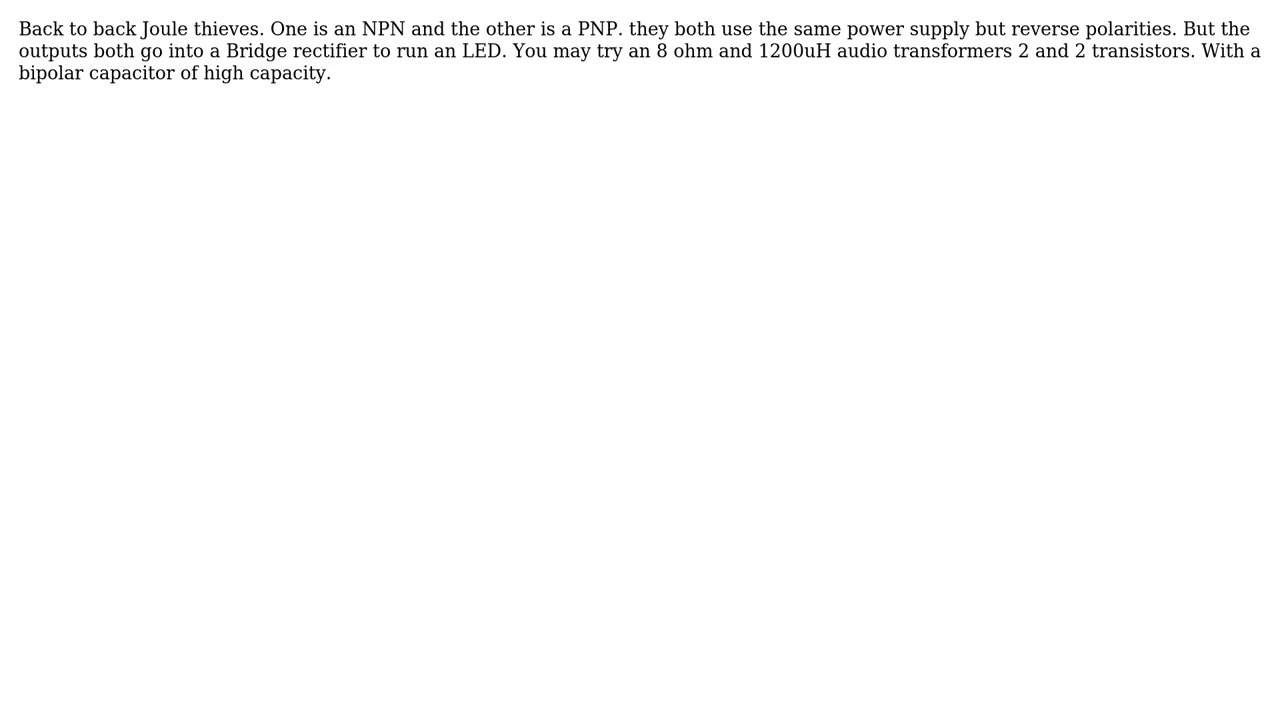 Back to back Joule thieves. One is an NPN and the other is a PNP. they both use the same power supply but reverse polarities. But the
outputs both go into a Bridge rectifier to run an LED. You may try an 8 ohm and 1200uH audio transformers 2 and 2 transistors. With a
bipolar capacitor of high capacity.